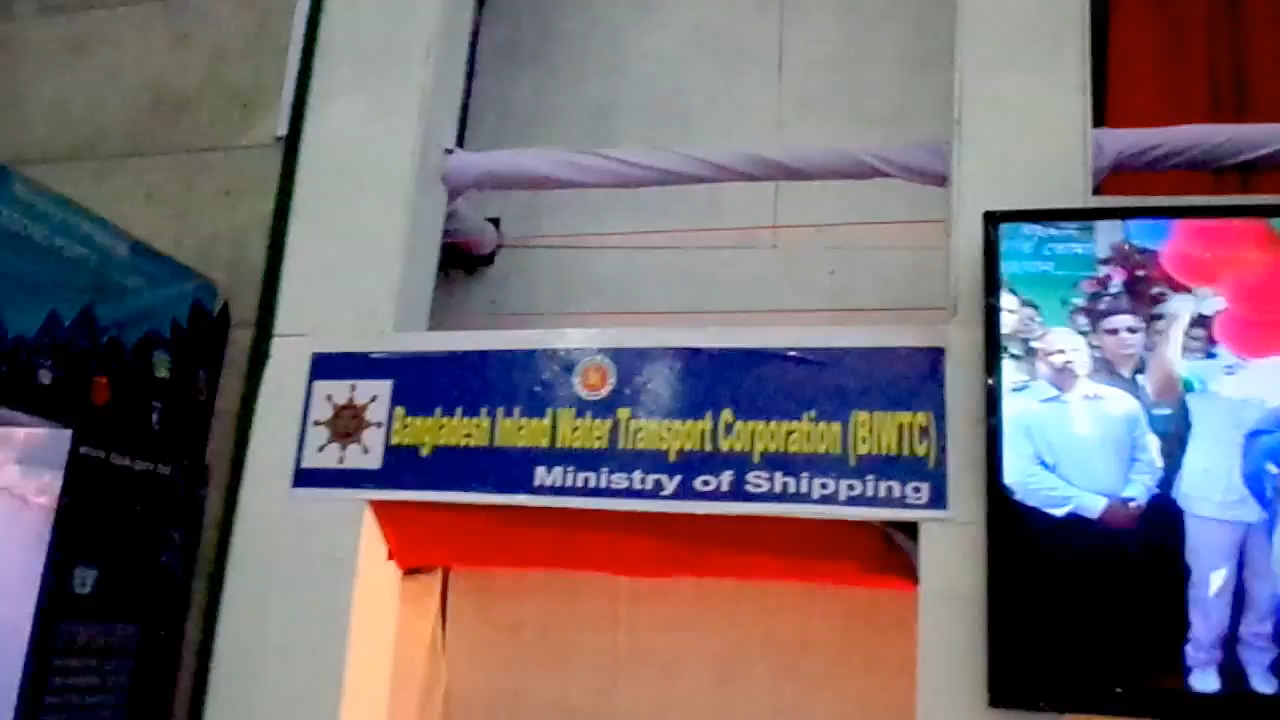 Bangladesh Inland Water Transport Corporation (BIWTC)
Ministry of Shipping